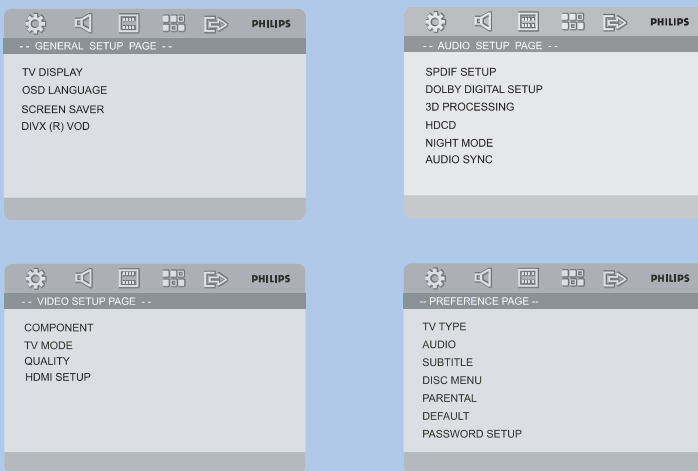 PHILIPS
-- GENERAL SETUP PAGE --
TV DISPLAY
OSD LANGUAGE
SCREEN SAVER
DIVX (R) VOD
PHILIPS
-- AUDIO SETUP PAGE --
SPDIF SETUP
DOLBY DIGITAL SETUP
3D PROCESSING
HDCD
NIGHT MODE
AUDIO SYNC
PHILIPS
-- VIDEO SETUP PAGE --
COMPONENT
TV MODE
QUALITY
HDMI SETUP
PHILIPS
-- PREFERENCE PAGE --
TV TYPE
AUDIO
SUBTITLE
DISC MENU
PARENTAL
DEFAULT
PASSWORD SETUP